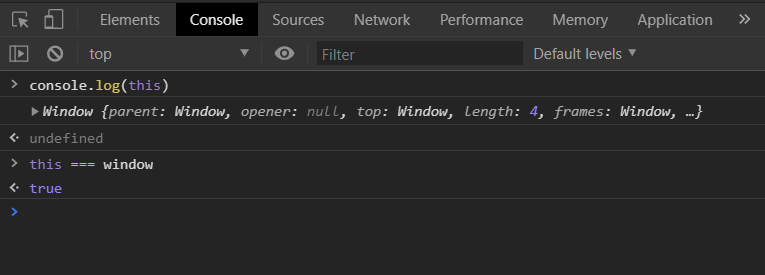 Elements Console Sources Network Performance Memory Application »
top ▼ Filter Default levels ▼
> console.log(this)
▶ Window {parent: Window, opener: null, top: Window, length: 4, frames: Window, …}
undefined
> this === window
true
>